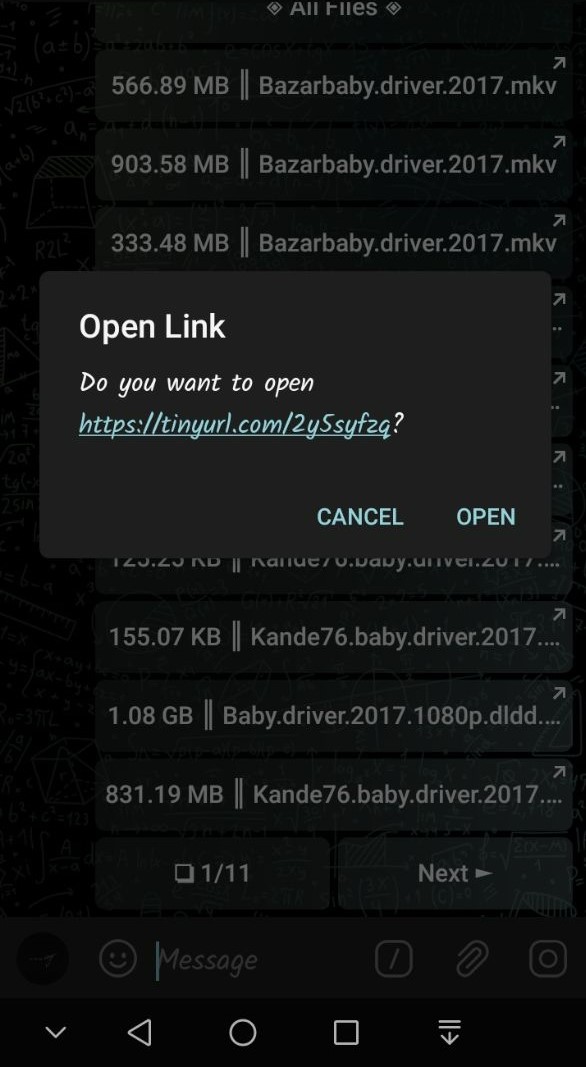 ◈ All Files ◈
566.89 MB ║ Bazarbaby.driver.2017.mkv
903.58 MB ║ Bazarbaby.driver.2017.mkv
333.48 MB ║ Bazarbaby.driver.2017.mkv
Open Link
Do you want to open
https://tinyurl.com/2y5syfzq?
CANCEL OPEN
125.25 KB ║ Kande76.baby.driver.2017....
155.07 KB ║ Kande76.baby.driver.2017....
1.08 GB ║ Baby.driver.2017.1080p.dldd....
831.19 MB ║ Kande76.baby.driver.2017....
❏ 1/11 Next ►
Message